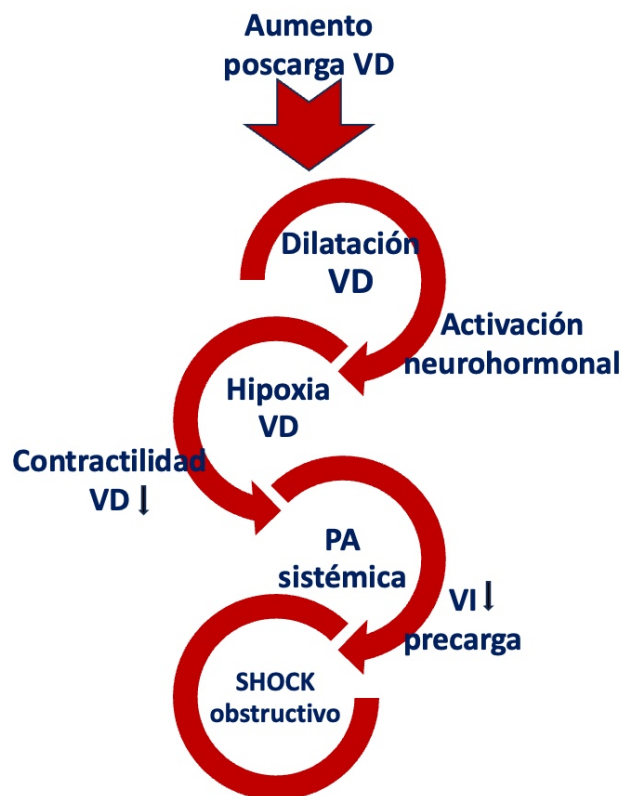 Aumento
poscarga VD
Dilatación
VD
Activación
neurohormonal
Hipoxia
VD
Contractilidad
VD ↓
PA
sistémica
VI ↓
precarga
SHOCK
obstructivo